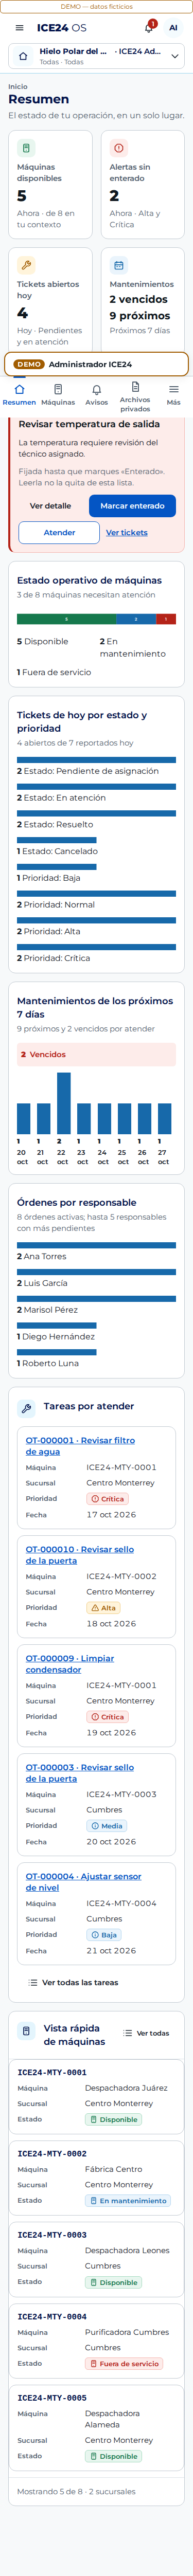 DEMO — datos ficticios
ICE24 OS
1
AI
Hielo Polar del ... · ICE24 Ad...
Todas · Todas
Inicio
Resumen
El estado de tu operación, en un solo lugar.
Máquinas disponibles
5
Ahora · de 8 en tu contexto
Alertas sin enterado
2
Ahora · Alta y Crítica
Tickets abiertos hoy
4
Hoy · Pendientes y en atención
Mantenimientos
2 vencidos
9 próximos
Próximos 7 días
DEMO Administrador ICE24
Resumen
Máquinas
Avisos
Archivos privados
Más
Revisar temperatura de salida
La temperatura requiere revisión del técnico asignado.
Fijada hasta que marques «Enterado». Leerla no la quita de esta lista.
Ver detalle
Marcar enterado
Atender
Ver tickets
Estado operativo de máquinas
3 de 8 máquinas necesitan atención
5 2 1
5 Disponible
2 En mantenimiento
1 Fuera de servicio
Tickets de hoy por estado y prioridad
4 abiertos de 7 reportados hoy
2 Estado: Pendiente de asignación
2 Estado: En atención
2 Estado: Resuelto
1 Estado: Cancelado
1 Prioridad: Baja
2 Prioridad: Normal
2 Prioridad: Alta
2 Prioridad: Crítica
Mantenimientos de los próximos 7 días
9 próximos y 2 vencidos por atender
2 Vencidos
1 1 2 1 1 1 1 1
20 oct
21 oct
22 oct
23 oct
24 oct
25 oct
26 oct
27 oct
Órdenes por responsable
8 órdenes activas; hasta 5 responsables con más pendientes
2 Ana Torres
2 Luis García
2 Marisol Pérez
1 Diego Hernández
1 Roberto Luna
Tareas por atender
OT-000001 · Revisar filtro de agua
Máquina ICE24-MTY-0001
Sucursal Centro Monterrey
Prioridad Crítica
Fecha 17 oct 2026
OT-000010 · Revisar sello de la puerta
Máquina ICE24-MTY-0002
Sucursal Centro Monterrey
Prioridad Alta
Fecha 18 oct 2026
OT-000009 · Limpiar condensador
Máquina ICE24-MTY-0001
Sucursal Centro Monterrey
Prioridad Crítica
Fecha 19 oct 2026
OT-000003 · Revisar sello de la puerta
Máquina ICE24-MTY-0003
Sucursal Cumbres
Prioridad Media
Fecha 20 oct 2026
OT-000004 · Ajustar sensor de nivel
Máquina ICE24-MTY-0004
Sucursal Cumbres
Prioridad Baja
Fecha 21 oct 2026
Ver todas las tareas
Vista rápida de máquinas
Ver todas
ICE24-MTY-0001
Máquina Despachadora Juárez
Sucursal Centro Monterrey
Estado Disponible
ICE24-MTY-0002
Máquina Fábrica Centro
Sucursal Centro Monterrey
Estado En mantenimiento
ICE24-MTY-0003
Máquina Despachadora Leones
Sucursal Cumbres
Estado Disponible
ICE24-MTY-0004
Máquina Purificadora Cumbres
Sucursal Cumbres
Estado Fuera de servicio
ICE24-MTY-0005
Máquina Despachadora Alameda
Sucursal Centro Monterrey
Estado Disponible
Mostrando 5 de 8 · 2 sucursales